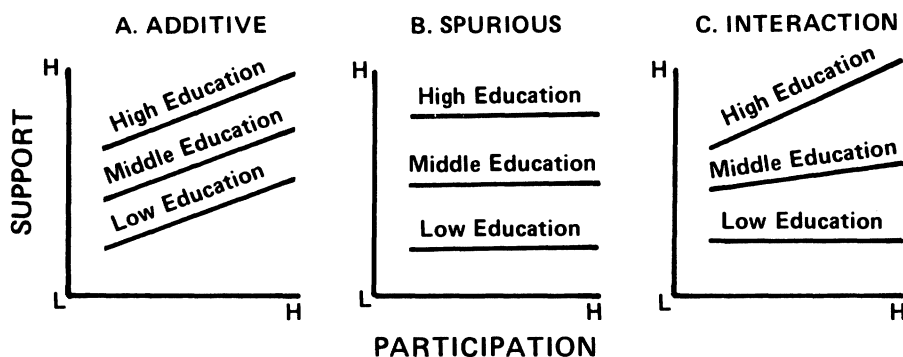 A. ADDITIVE
B. SPURIOUS
C. INTERACTION
SUPPORT
H
High Education
Middle Education
Low Education
L
H
H
High Education
Middle Education
Low Education
L
H
H
High Education
Middle Education
Low Education
L
H
PARTICIPATION